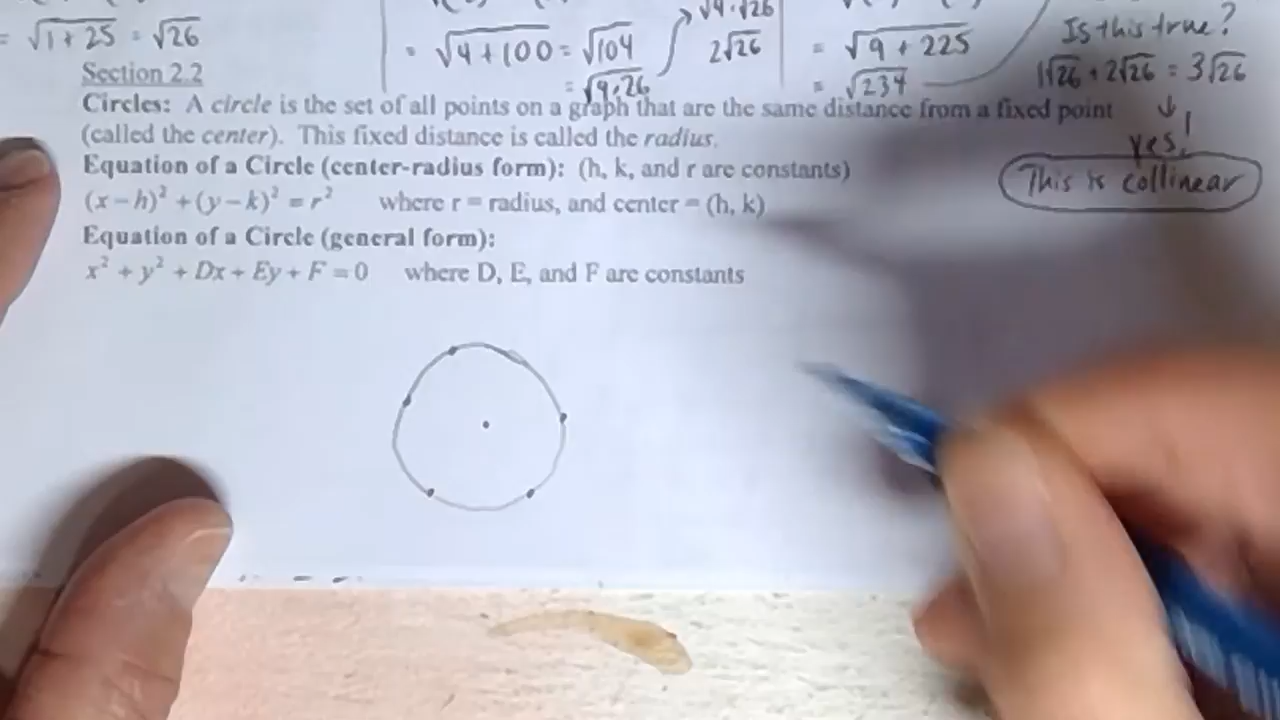 = √1+25 = √26
= √4+100 = √104
= √9·26
√4·√26
2√26
= √9 + 225
= √234
Is this true?
1√26 + 2√26 = 3√26
↓
yes!
This is collinear
Section 2.2
Circles: A circle is the set of all points on a graph that are the same distance from a fixed point
(called the center). This fixed distance is called the radius.
Equation of a Circle (center-radius form): (h, k, and r are constants)
(x – h)² + (y – k)² = r² where r = radius, and center = (h, k)
Equation of a Circle (general form):
x² + y² + Dx + Ey + F = 0 where D, E, and F are constants